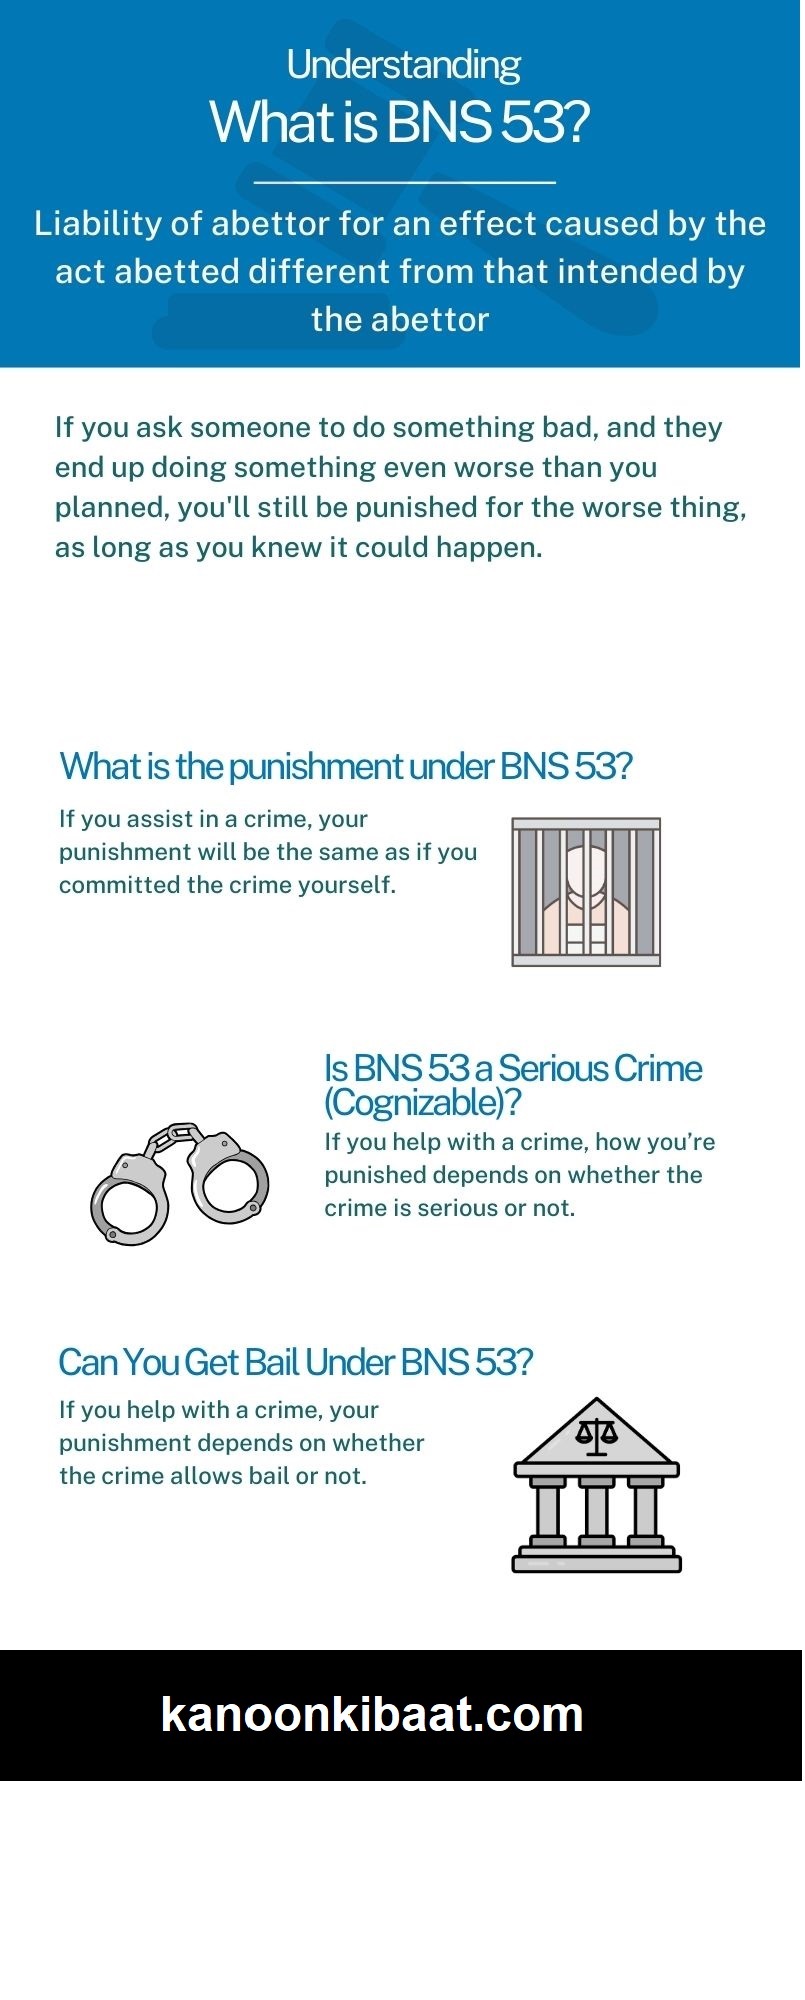 Understanding
What is BNS 53?
Liability of abettor for an effect caused by the
act abetted different from that intended by
the abettor
If you ask someone to do something bad, and they
end up doing something even worse than you
planned, you'll still be punished for the worse thing,
as long as you knew it could happen.
What is the punishment under BNS 53?
If you assist in a crime, your
punishment will be the same as if you
committed the crime yourself.
Is BNS 53 a Serious Crime
(Cognizable)?
If you help with a crime, how you’re
punished depends on whether the
crime is serious or not.
Can You Get Bail Under BNS 53?
If you help with a crime, your
punishment depends on whether
the crime allows bail or not.
kanoonkibaat.com